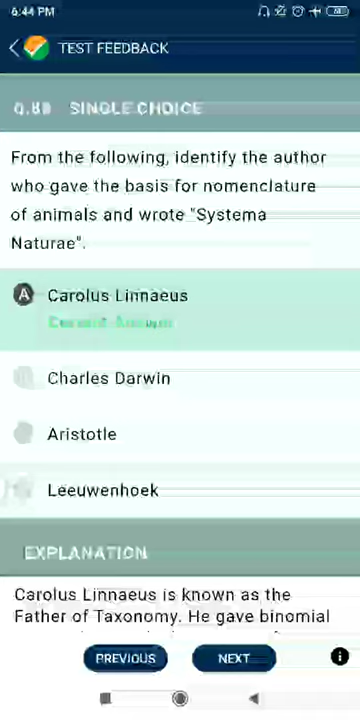 6:44 PM
TEST FEEDBACK
Q.88 SINGLE CHOICE
From the following, identify the author
who gave the basis for nomenclature
of animals and wrote "Systema
Naturae".
A Carolus Linnaeus
Correct Answer
Charles Darwin
Aristotle
Leeuwenhoek
EXPLANATION
Carolus Linnaeus is known as the
Father of Taxonomy. He gave binomial
PREVIOUS NEXT